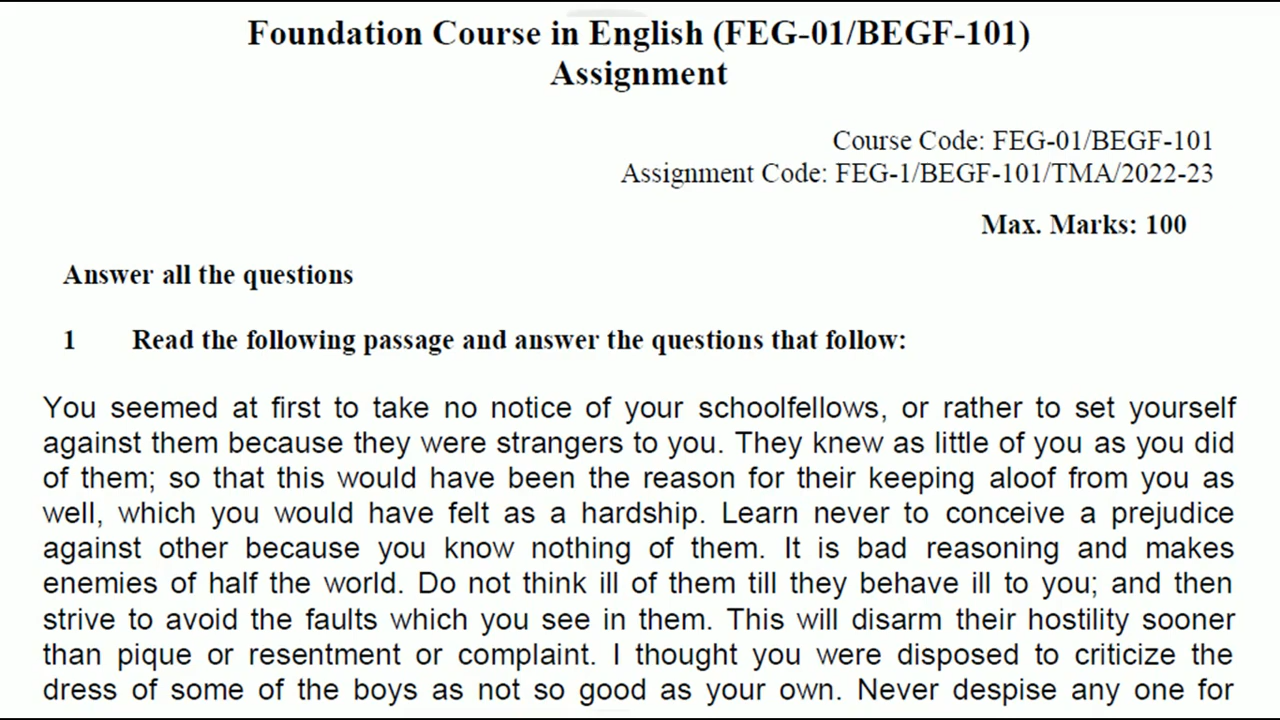 Foundation Course in English (FEG-01/BEGF-101)
Assignment
Course Code: FEG-01/BEGF-101
Assignment Code: FEG-1/BEGF-101/TMA/2022-23
Max. Marks: 100
Answer all the questions
1 Read the following passage and answer the questions that follow:
You seemed at first to take no notice of your schoolfellows, or rather to set yourself
against them because they were strangers to you. They knew as little of you as you did
of them; so that this would have been the reason for their keeping aloof from you as
well, which you would have felt as a hardship. Learn never to conceive a prejudice
against other because you know nothing of them. It is bad reasoning and makes
enemies of half the world. Do not think ill of them till they behave ill to you; and then
strive to avoid the faults which you see in them. This will disarm their hostility sooner
than pique or resentment or complaint. I thought you were disposed to criticize the
dress of some of the boys as not so good as your own. Never despise any one for